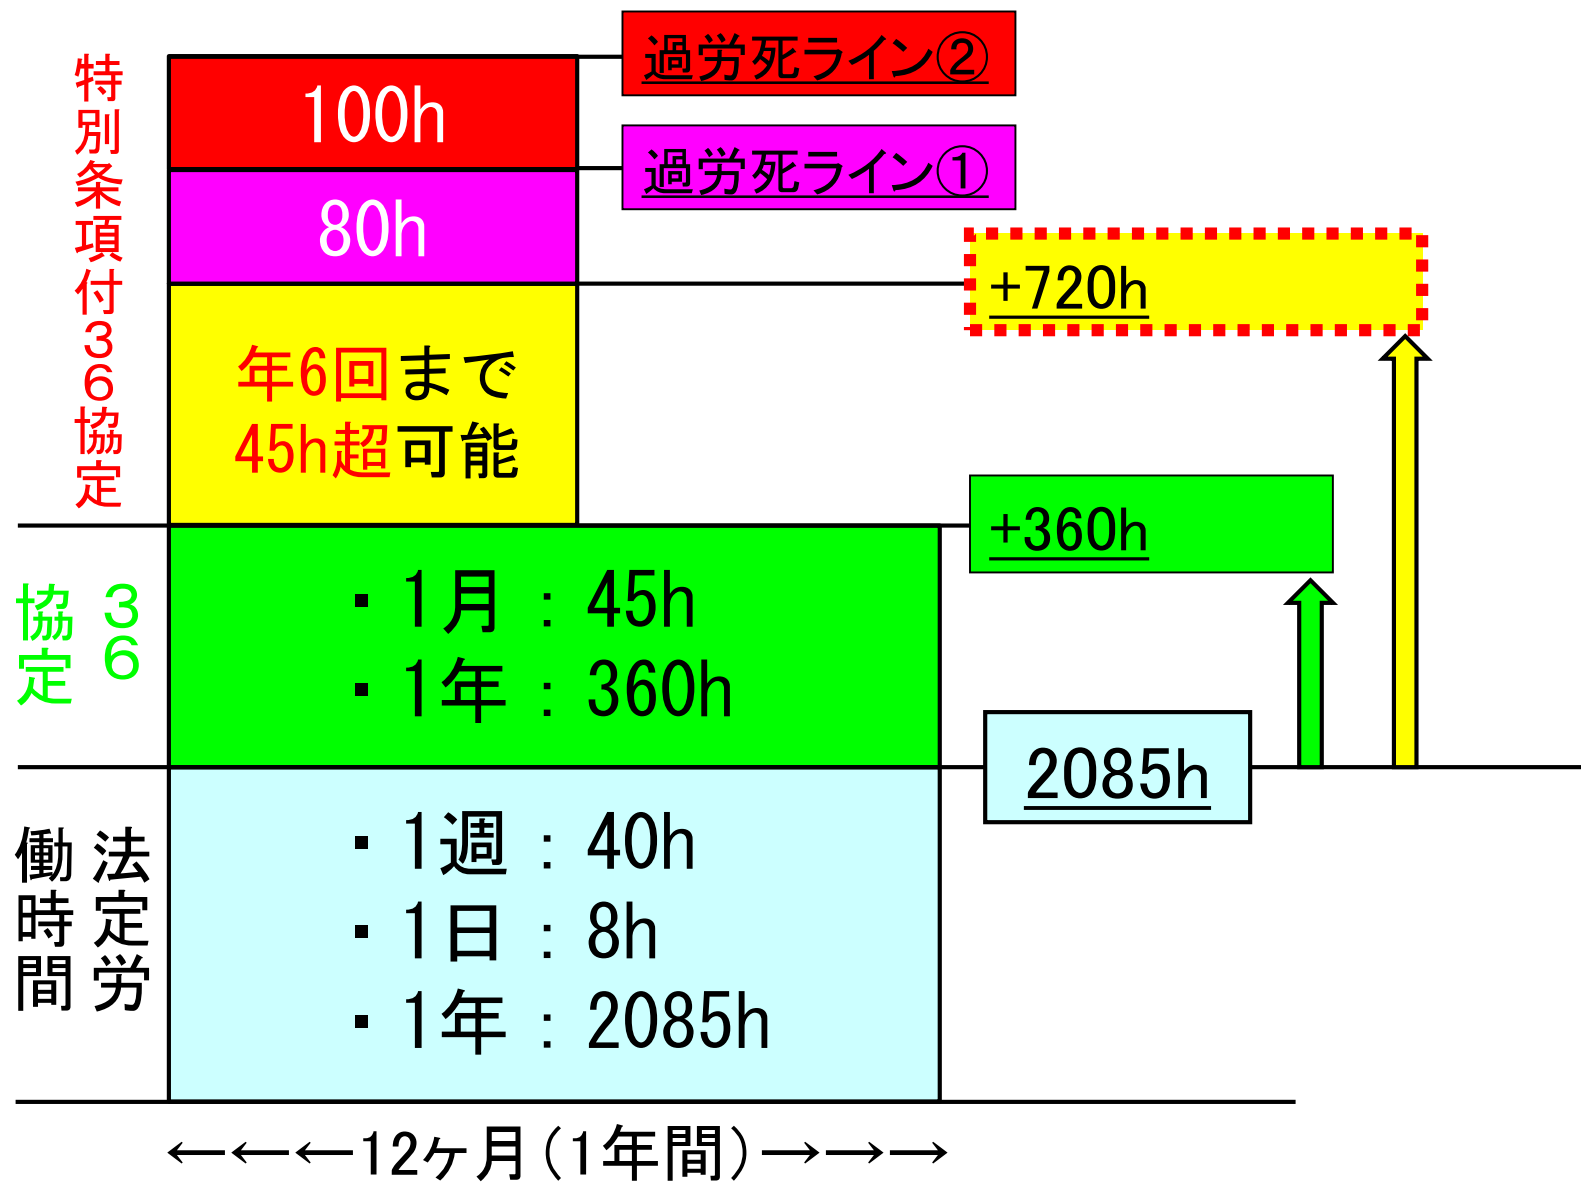 特別条項付３６協定
100h
過労死ライン②
80h
過労死ライン①
+720h
年6回まで
45h超可能
３６
協定
・1月：45h
・1年：360h
+360h
2085h
法定労
働時間
・1週：40h
・1日：8h
・1年：2085h
←←←12ヶ月(1年間)→→→